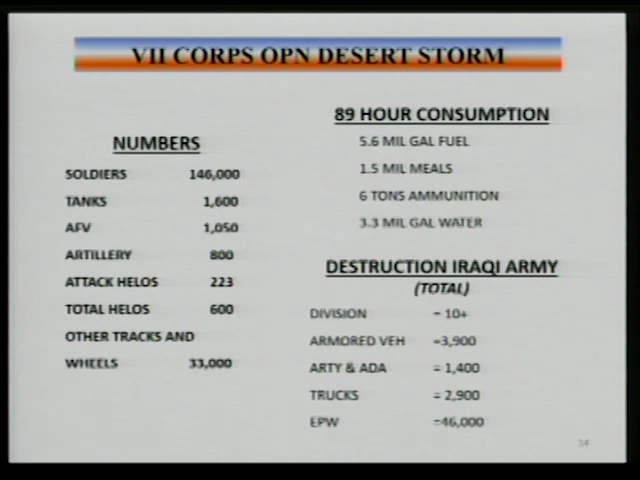 VII CORPS OPN DESERT STORM
NUMBERS
SOLDIERS 146,000
TANKS 1,600
AFV 1,050
ARTILLERY 800
ATTACK HELOS 223
TOTAL HELOS 600
OTHER TRACKS AND
WHEELS 33,000
89 HOUR CONSUMPTION
5.6 MIL GAL FUEL
1.5 MIL MEALS
6 TONS AMMUNITION
3.3 MIL GAL WATER
DESTRUCTION IRAQI ARMY
(TOTAL)
DIVISION = 10+
ARMORED VEH =3,900
ARTY & ADA = 1,400
TRUCKS = 2,900
EPW =46,000
14